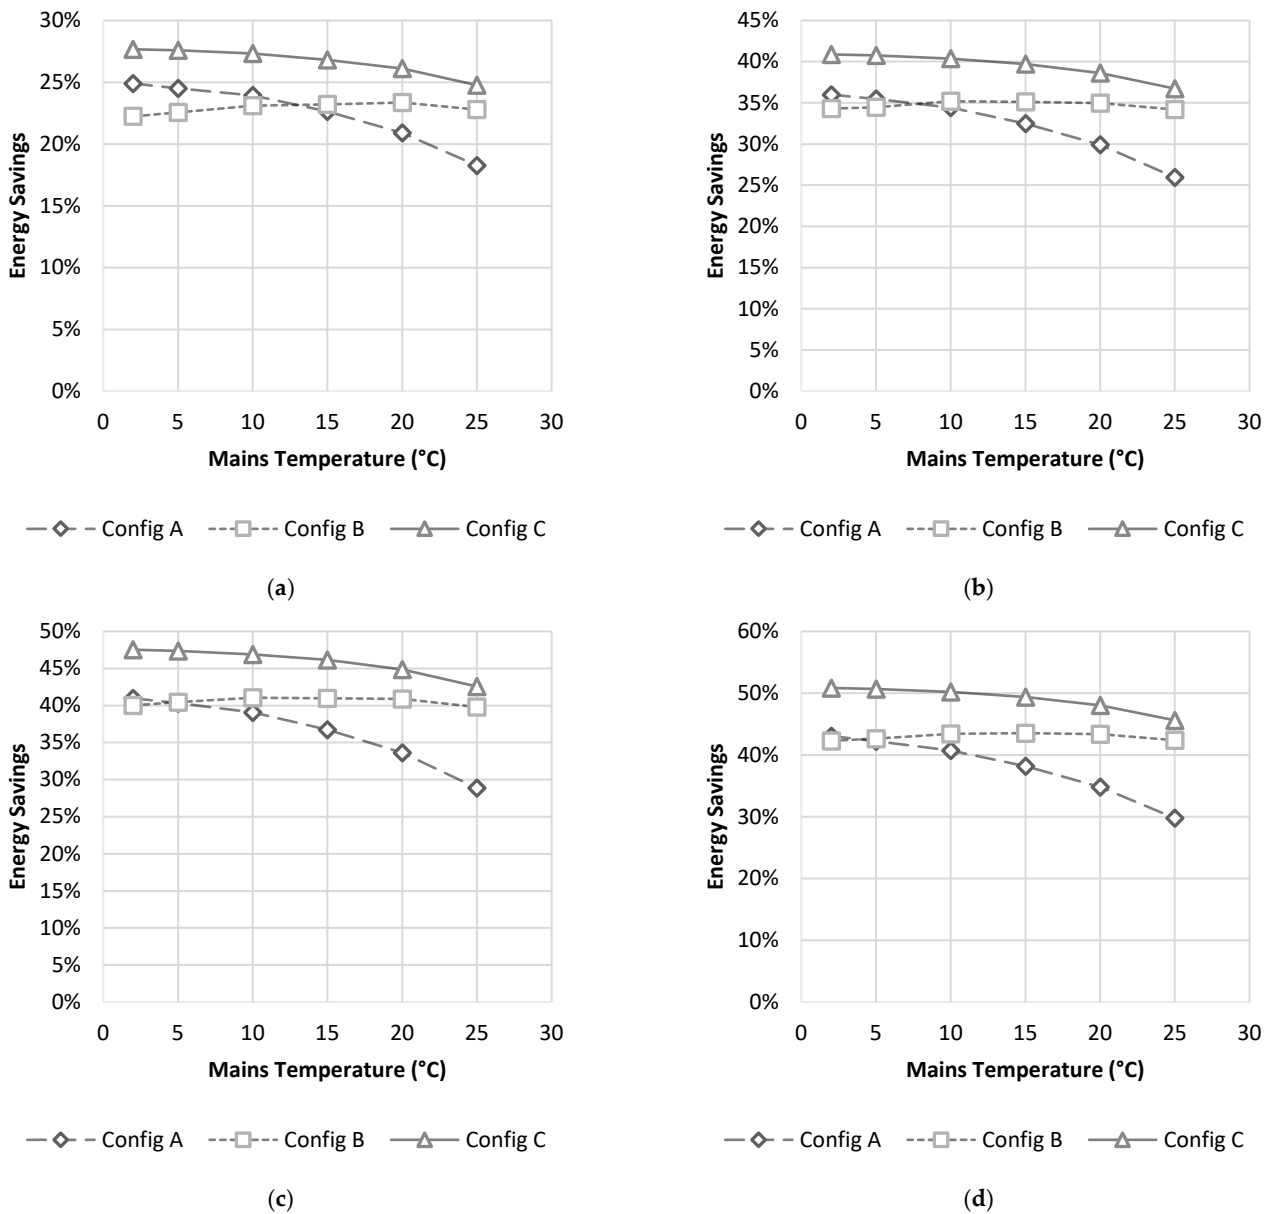 30%
25%
20%
15%
10%
5%
0%
Energy Savings
0 5 10 15 20 25 30
Mains Temperature (°C)
Config A Config B Config C
(a)
45%
40%
35%
30%
25%
20%
15%
10%
5%
0%
Energy Savings
0 5 10 15 20 25 30
Mains Temperature (°C)
Config A Config B Config C
(b)
50%
45%
40%
35%
30%
25%
20%
15%
10%
5%
0%
Energy Savings
0 5 10 15 20 25 30
Mains Temperature (°C)
Config A Config B Config C
(c)
60%
50%
40%
30%
20%
10%
0%
Energy Savings
0 5 10 15 20 25 30
Mains Temperature (°C)
Config A Config B Config C
(d)